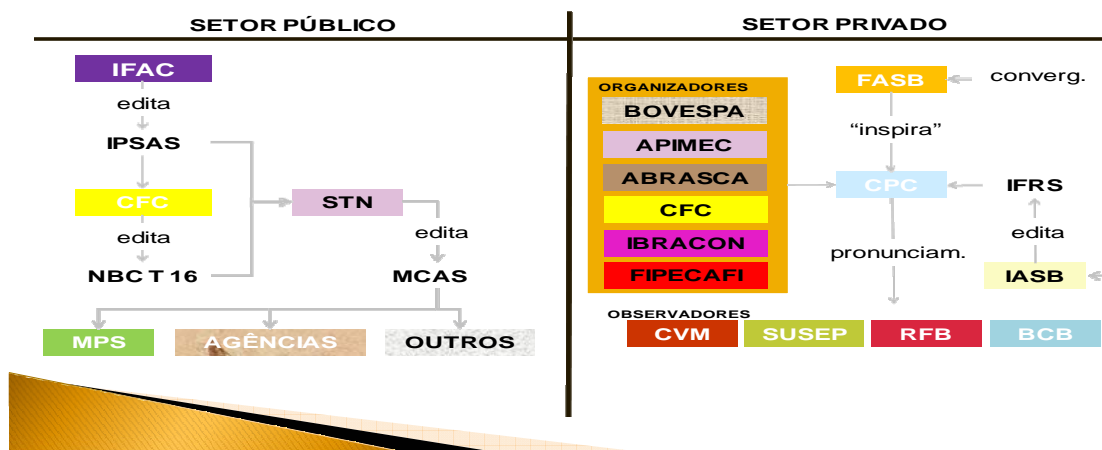 SETOR PÚBLICO
IFAC
edita
IPSAS
CFC
STN
edita
edita
NBC T 16
MCAS
MPS
AGÊNCIAS
OUTROS
SETOR PRIVADO
ORGANIZADORES
BOVESPA
APIMEC
ABRASCA
CFC
IBRACON
FIPECAFI
FASB
converg.
“inspira”
CPC
IFRS
pronunciam.
edita
IASB
OBSERVADORES
CVM
SUSEP
RFB
BCB